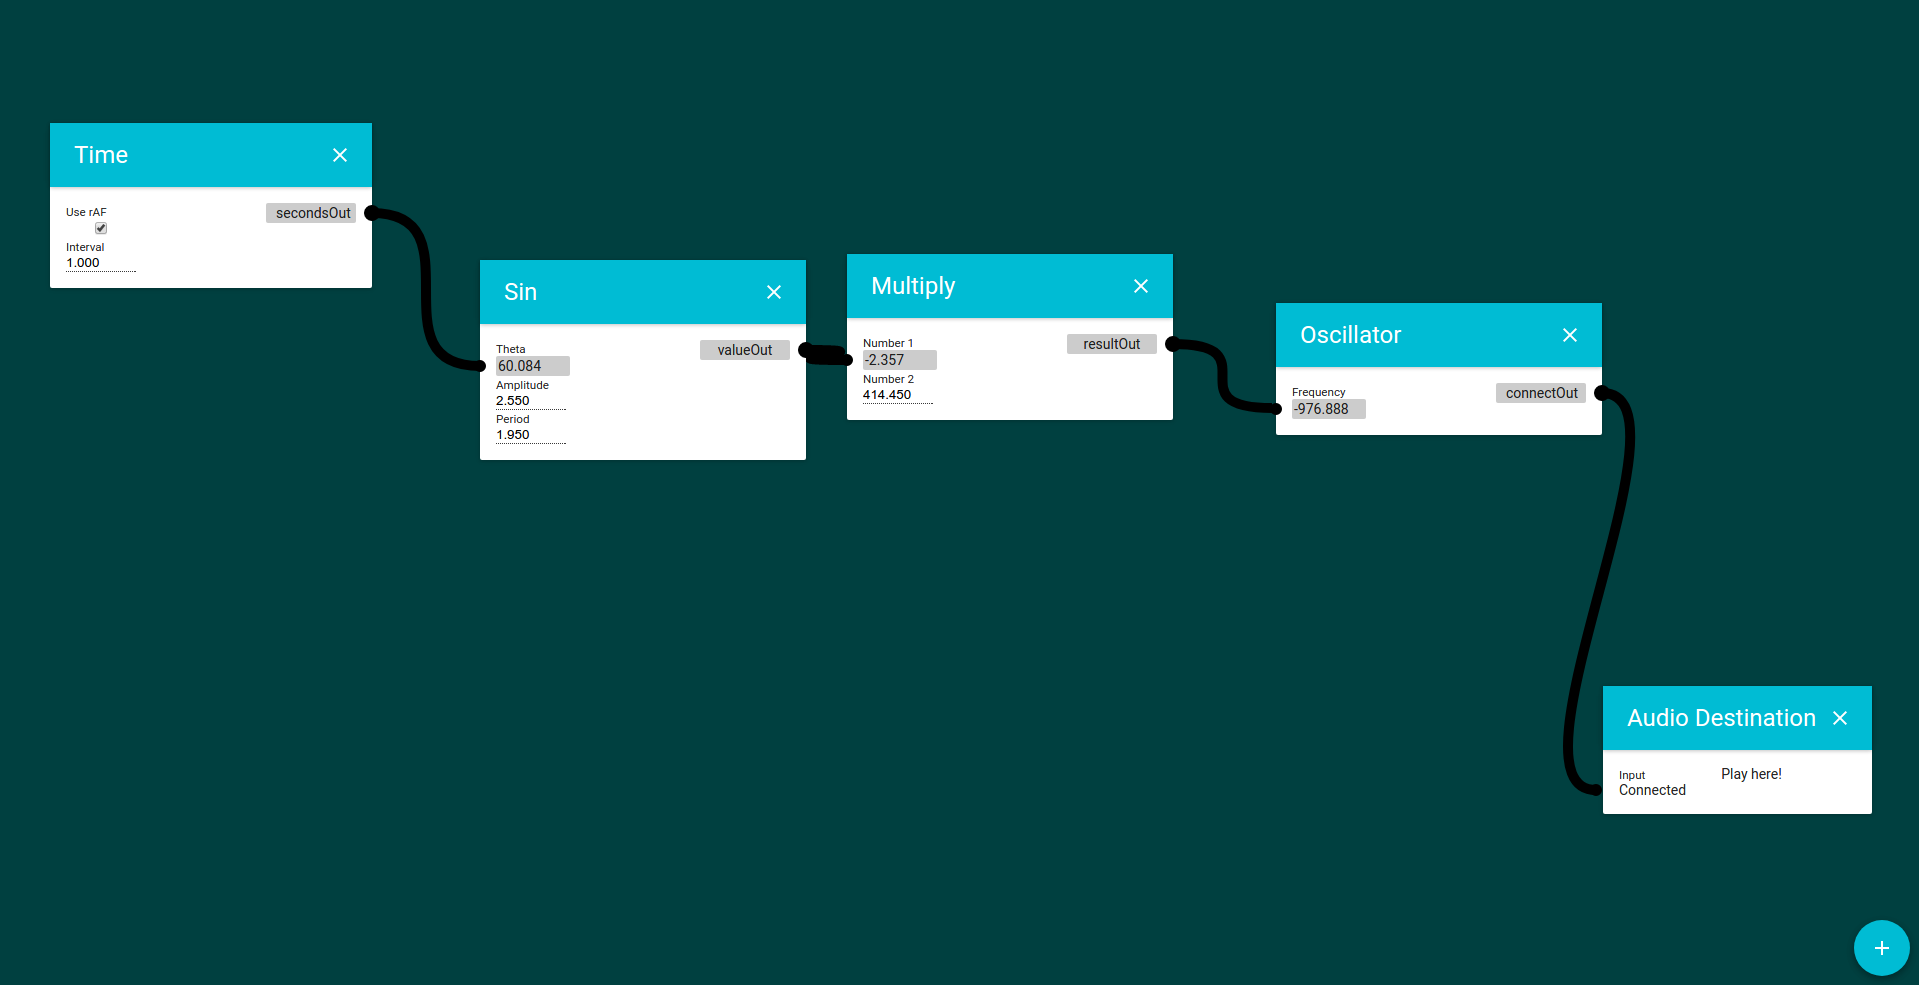 Time
Use rAF
secondsOut
Interval
1.000
Sin
Theta
valueOut
60.084
Amplitude
2.550
Period
1.950
Multiply
Number 1
resultOut
-2.357
Number 2
414.450
Oscillator
Frequency
connectOut
-976.888
Audio Destination
Input
Play here!
Connected